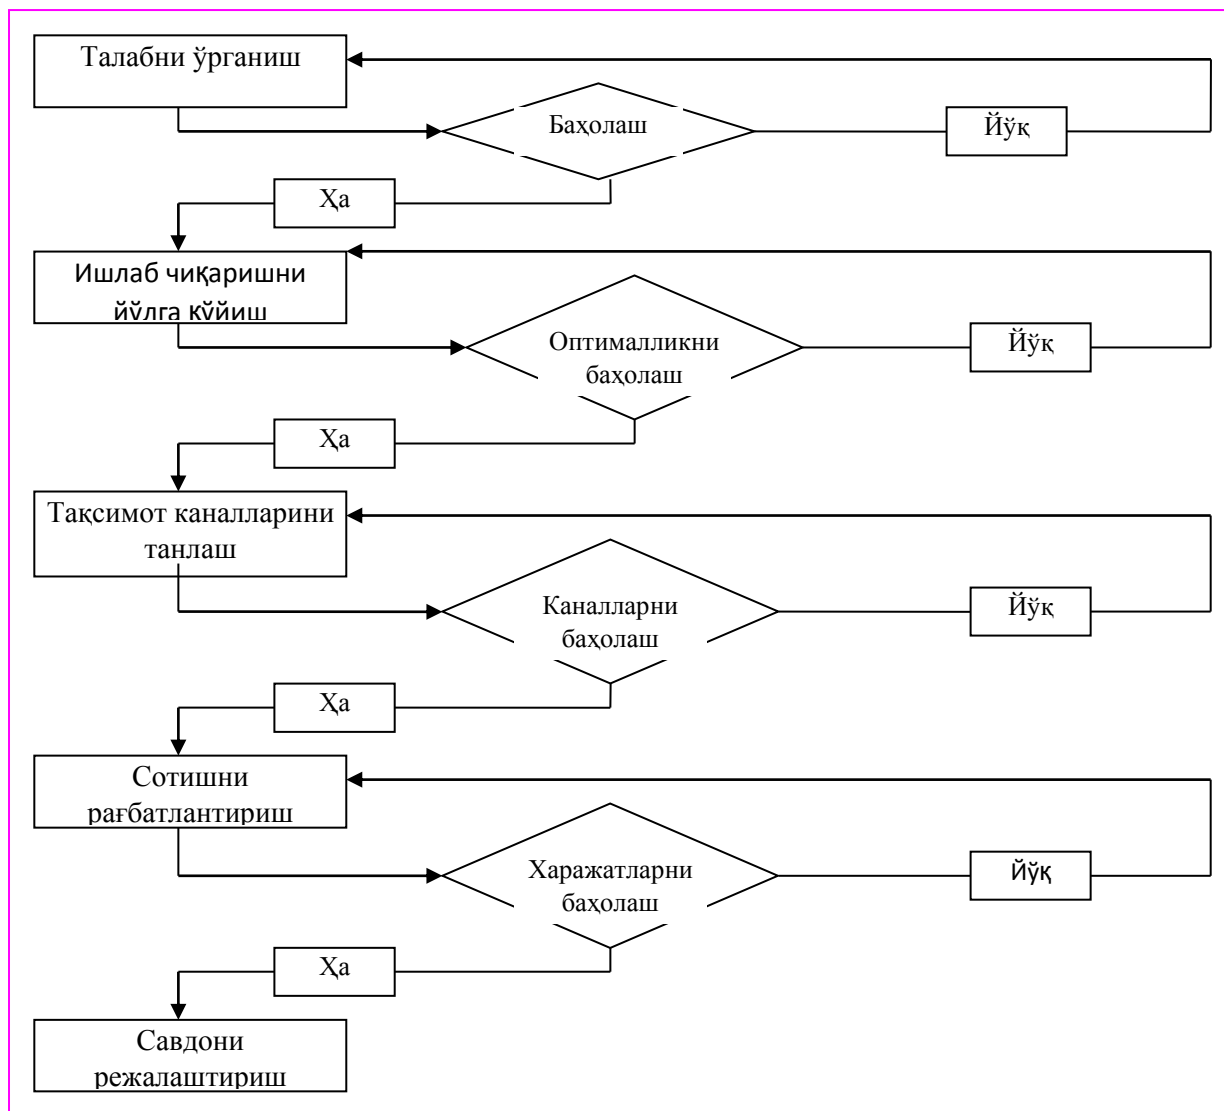 Талабни ўрганиш
Баҳолаш
Йўқ
Ҳа
Ишлаб чиқаришни
йўлга қўйиш
Оптималликни
баҳолаш
Йўқ
Ҳа
Тақсимот каналларини
танлаш
Каналларни
баҳолаш
Йўқ
Ҳа
Сотишни
рағбатлантириш
Харажатларни
баҳолаш
Йўқ
Ҳа
Савдони
режалаштириш